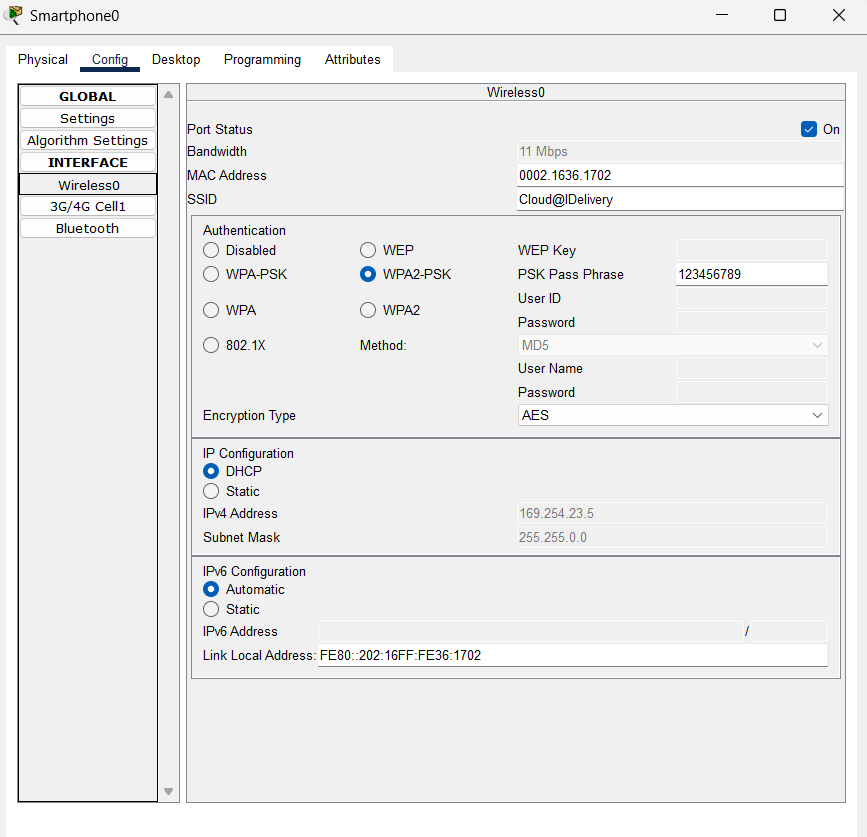 Smartphone0
Physical Config Desktop Programming Attributes
GLOBAL
Settings
Algorithm Settings
INTERFACE
Wireless0
3G/4G Cell1
Bluetooth
Wireless0
Port Status On
Bandwidth 11 Mbps
MAC Address 0002.1636.1702
SSID Cloud@IDelivery
Authentication
Disabled WEP WEP Key
WPA-PSK WPA2-PSK PSK Pass Phrase 123456789
User ID
WPA WPA2
Password
802.1X Method: MD5
User Name
Password
Encryption Type AES
IP Configuration
DHCP
Static
IPv4 Address 169.254.23.5
Subnet Mask 255.255.0.0
IPv6 Configuration
Automatic
Static
IPv6 Address /
Link Local Address: FE80::202:16FF:FE36:1702